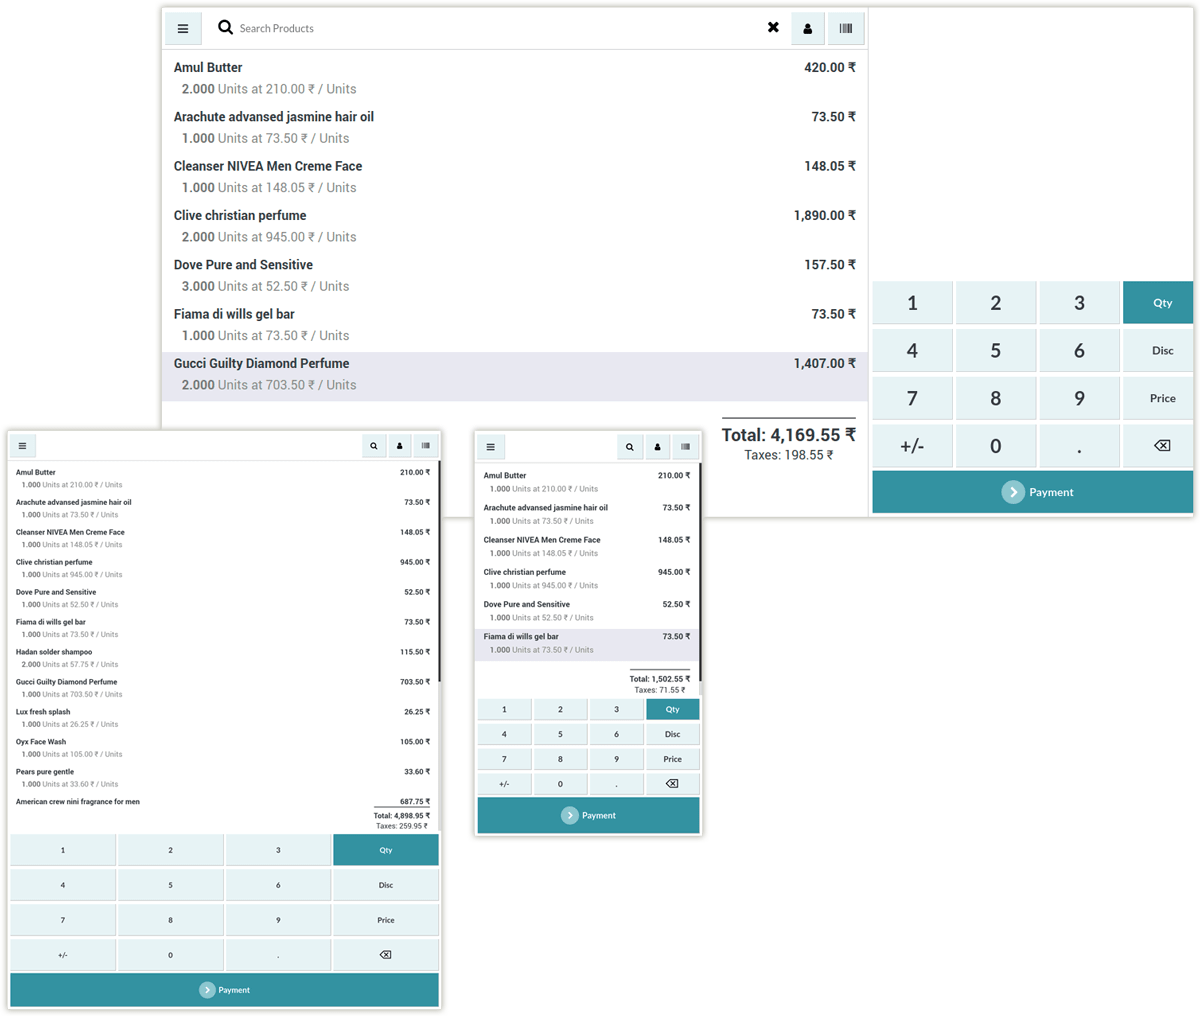 Search Products
Amul Butter 420.00 ₹
2.000 Units at 210.00 ₹ / Units
Arachute advansed jasmine hair oil 73.50 ₹
1.000 Units at 73.50 ₹ / Units
Cleanser NIVEA Men Creme Face 148.05 ₹
1.000 Units at 148.05 ₹ / Units
Clive christian perfume 1,890.00 ₹
2.000 Units at 945.00 ₹ / Units
Dove Pure and Sensitive 157.50 ₹
3.000 Units at 52.50 ₹ / Units
Fiama di wills gel bar 73.50 ₹
1.000 Units at 73.50 ₹ / Units
Gucci Guilty Diamond Perfume 1,407.00 ₹
2.000 Units at 703.50 ₹ / Units
Total: 4,169.55 ₹
Taxes: 198.55 ₹
1 2 3 Qty
4 5 6 Disc
7 8 9 Price
+/- 0 .
Payment
Amul Butter 210.00 ₹
1.000 Units at 210.00 ₹ / Units
Arachute advansed jasmine hair oil 73.50 ₹
1.000 Units at 73.50 ₹ / Units
Cleanser NIVEA Men Creme Face 148.05 ₹
1.000 Units at 148.05 ₹ / Units
Clive christian perfume 945.00 ₹
1.000 Units at 945.00 ₹ / Units
Dove Pure and Sensitive 52.50 ₹
1.000 Units at 52.50 ₹ / Units
Fiama di wills gel bar 73.50 ₹
1.000 Units at 73.50 ₹ / Units
Hadan solder shampoo 115.50 ₹
2.000 Units at 57.75 ₹ / Units
Gucci Guilty Diamond Perfume 703.50 ₹
1.000 Units at 703.50 ₹ / Units
Lux fresh splash 26.25 ₹
1.000 Units at 26.25 ₹ / Units
Oyx Face Wash 105.00 ₹
1.000 Units at 105.00 ₹ / Units
Pears pure gentle 33.60 ₹
1.000 Units at 33.60 ₹ / Units
American crew nini fragrance for men 687.75 ₹
Total: 4,898.95 ₹
Taxes: 259.95 ₹
1 2 3 Qty
4 5 6 Disc
7 8 9 Price
+/- 0 .
Payment
Amul Butter 210.00 ₹
1.000 Units at 210.00 ₹ / Units
Arachute advansed jasmine hair oil 73.50 ₹
1.000 Units at 73.50 ₹ / Units
Cleanser NIVEA Men Creme Face 148.05 ₹
1.000 Units at 148.05 ₹ / Units
Clive christian perfume 945.00 ₹
1.000 Units at 945.00 ₹ / Units
Dove Pure and Sensitive 52.50 ₹
1.000 Units at 52.50 ₹ / Units
Fiama di wills gel bar 73.50 ₹
1.000 Units at 73.50 ₹ / Units
Total: 1,502.55 ₹
Taxes: 71.55 ₹
1 2 3 Qty
4 5 6 Disc
7 8 9 Price
+/- 0 .
Payment